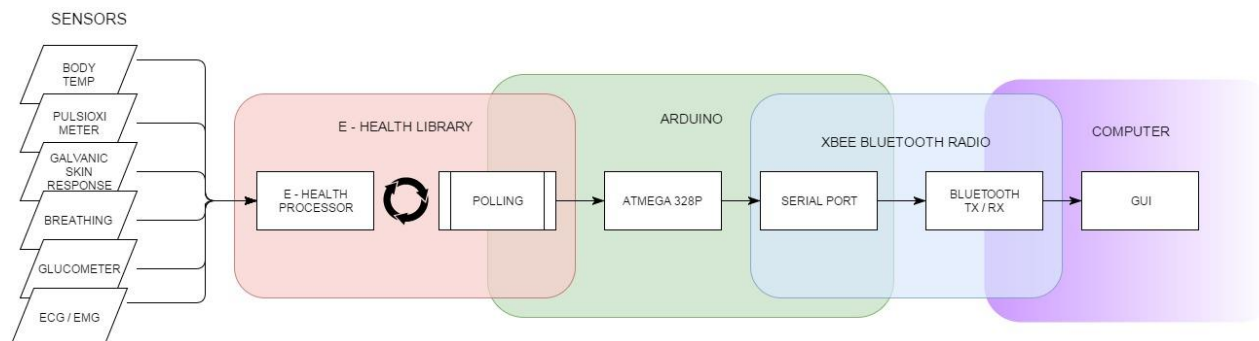 SENSORS
BODY
TEMP
PULSIOXI
METER
GALVANIC
SKIN
RESPONSE
BREATHING
GLUCOMETER
ECG / EMG
E - HEALTH LIBRARY
E - HEALTH
PROCESSOR
POLLING
ARDUINO
ATMEGA 328P
XBEE BLUETOOTH RADIO
SERIAL PORT
BLUETOOTH
TX / RX
COMPUTER
GUI